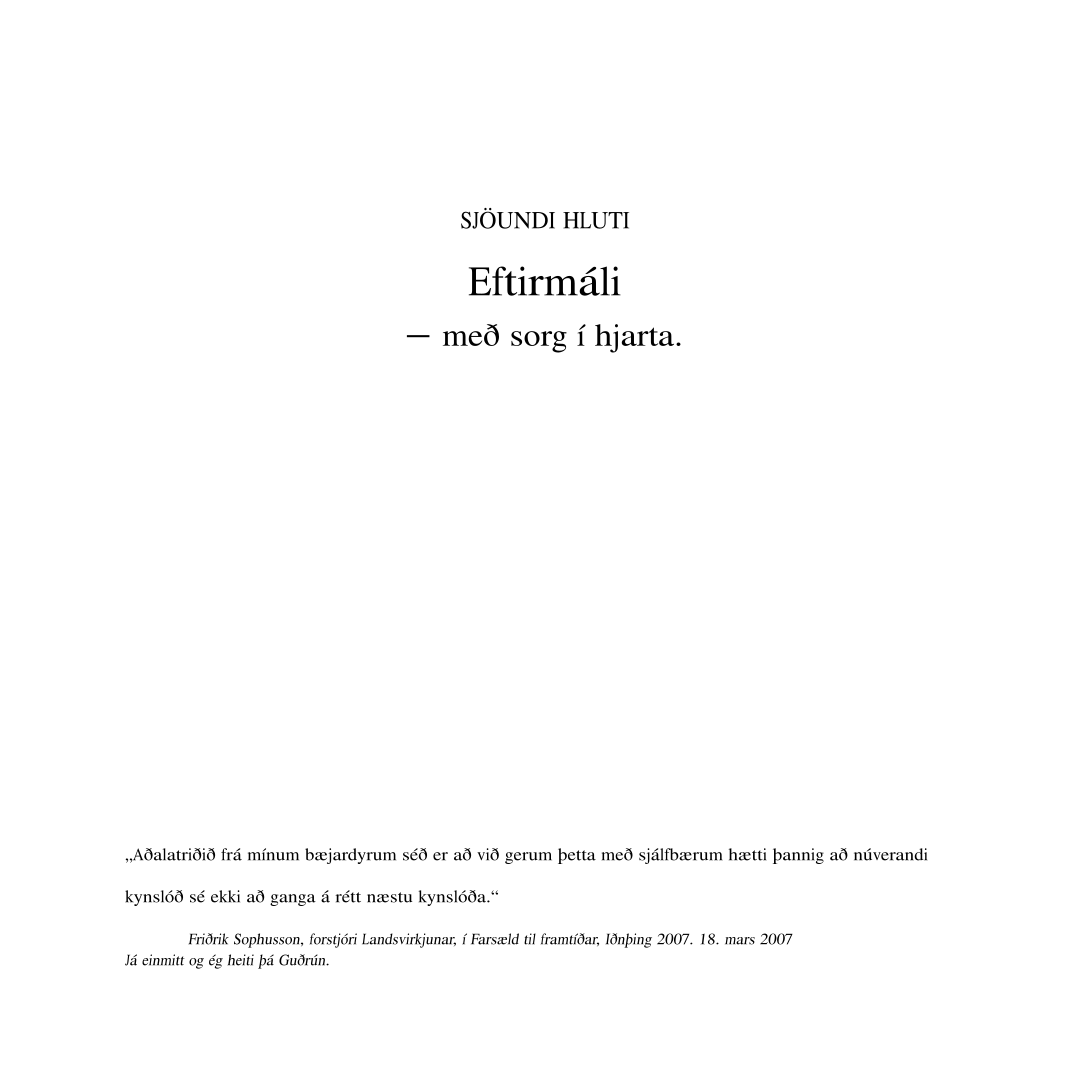 SJÖUNDI HLUTI
Eftirmáli
– með sorg í hjarta.
„Aðalatriðið frá mínum bæjardyrum séð er að við gerum þetta með sjálfbærum hætti þannig að núverandi
kynslóð sé ekki að ganga á rétt næstu kynslóða.“
Friðrik Sophusson, forstjóri Landsvirkjunar, í Farsæld til framtíðar, Iðnþing 2007. 18. mars 2007
Já einmitt og ég heiti þá Guðrún.